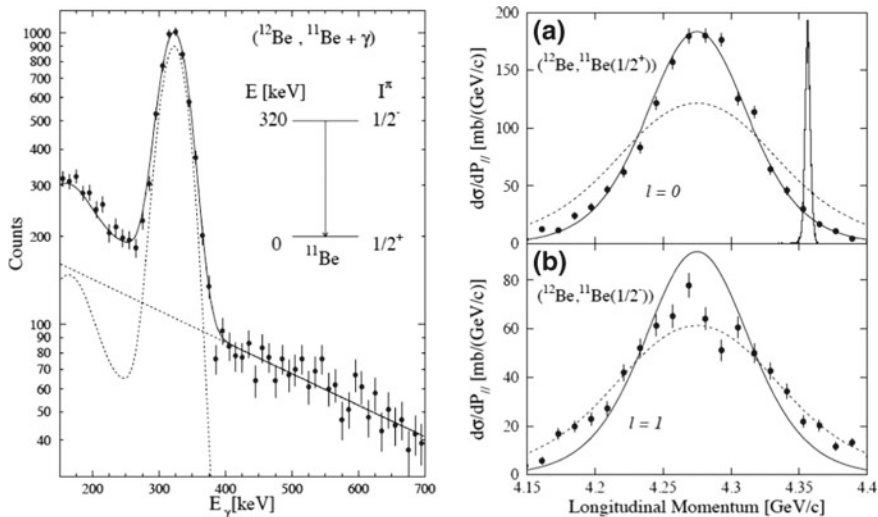 (¹²Be , ¹¹Be + γ)
E [keV] I^π
320 1/2⁻
0 1/2⁺
¹¹Be
1000
900
800
700
600
500
400
300
200
100
90
80
70
60
50
40
Counts
200 300 400 500 600 700
E_γ[keV]
(a)
(¹²Be,¹¹Be(1/2⁺))
l = 0
200
150
100
50
0
dσ/dP_// [mb/(GeV/c)]
(b)
(¹²Be,¹¹Be(1/2⁻))
l = 1
80
60
40
20
0
dσ/dP_// [mb/(GeV/c)]
4.15 4.2 4.25 4.3 4.35 4.4
Longitudinal Momentum [GeV/c]